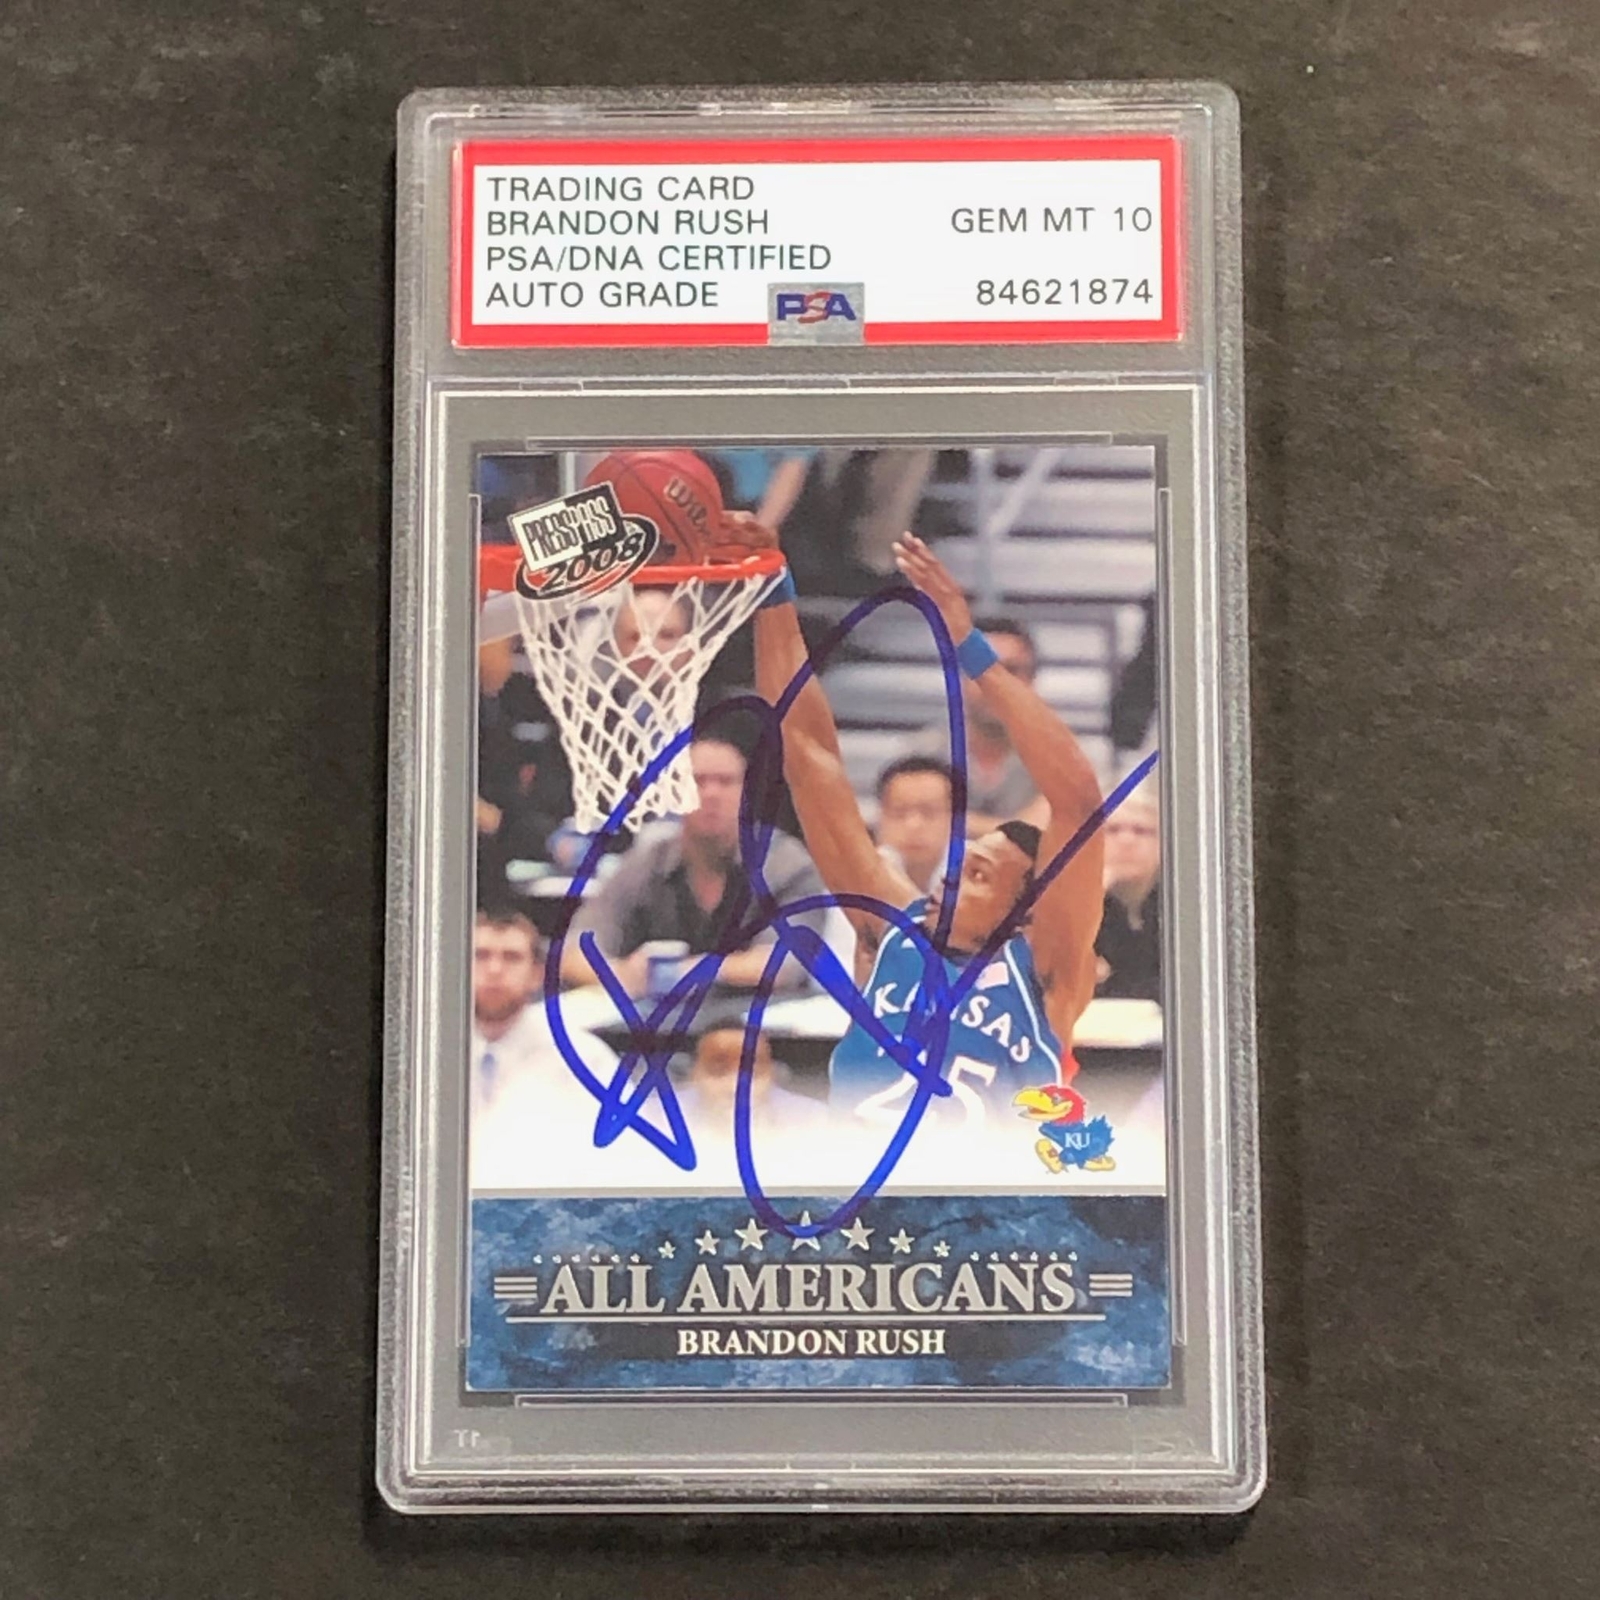 TRADING CARD
BRANDON RUSH
GEM MT 10
PSA/DNA CERTIFIED
AUTO GRADE
PSA
84621874
Wilson
PRESS PASS
2008
KANSAS
25
KU
ALL AMERICANS
BRANDON RUSH